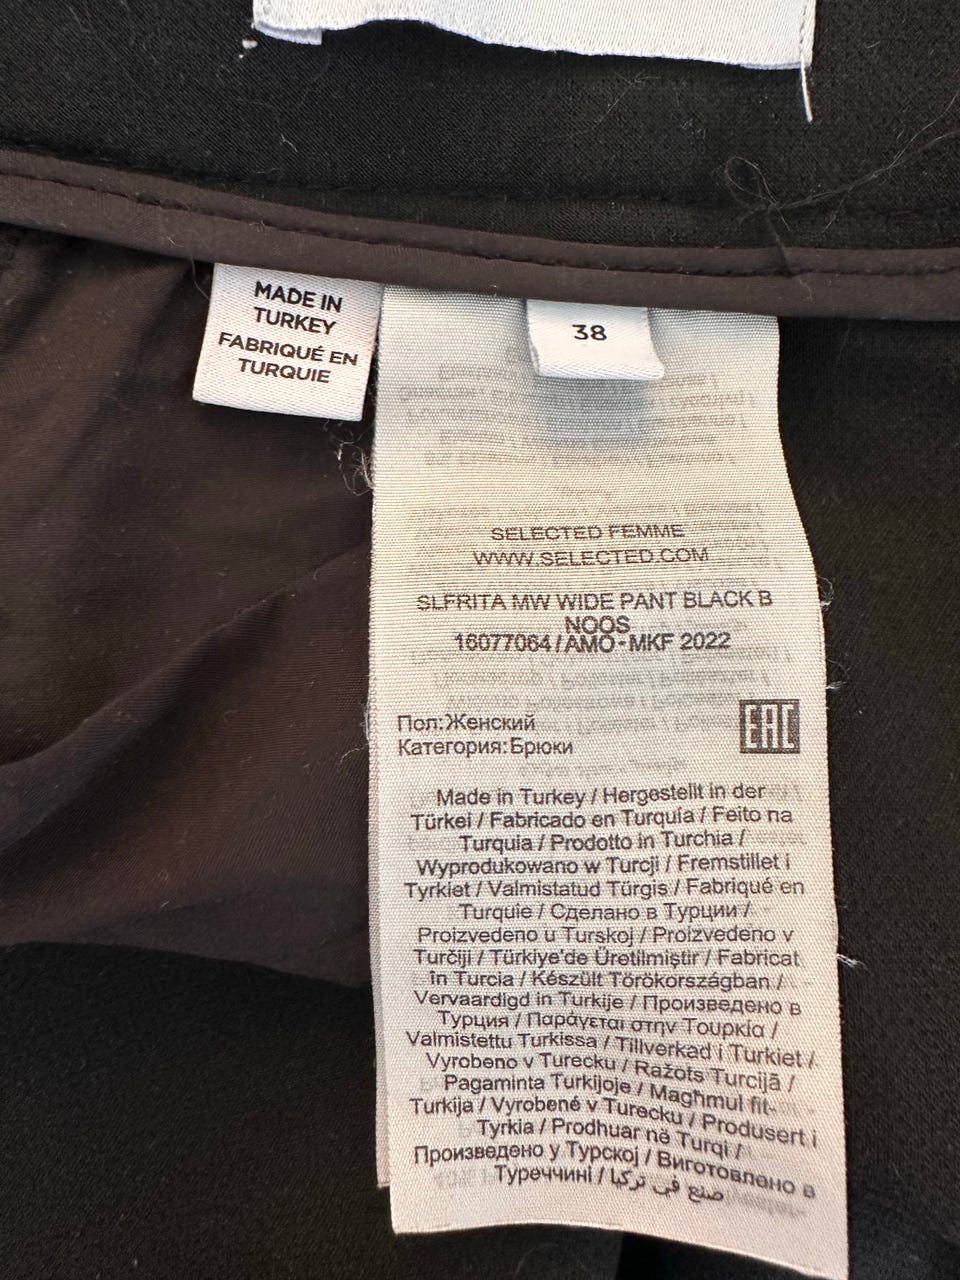 MADE IN
TURKEY
FABRIQUÉ EN
TURQUIE
38
SELECTED FEMME
WWW.SELECTED.COM
SLFRITA MW WIDE PANT BLACK B
NOOS
16077064 / AMO - MKF 2022
Пол:Женский
Категория:Брюки
EAC
Made in Turkey / Hergestellt in der
Türkei / Fabricado en Turquía / Feito na
Turquia / Prodotto in Turchia /
Wyprodukowano w Turcji / Fremstillet i
Tyrkiet / Valmistatud Türgis / Fabriqué en
Turquie / Сделано в Турции /
Proizvedeno u Turskoj / Proizvedeno v
Turčiji / Türkiye'de Üretilmiştir / Fabricat
în Turcia / Készült Törökországban /
Vervaardigd in Turkije / Произведено в
Турция / Παράγεται στην Τουρκία /
Valmistettu Turkissa / Tillverkad i Turkiet /
Vyrobeno v Turecku / Ražots Turcijā /
Pagaminta Turkijoje / Magħmul fit-
Turkija / Vyrobené v Turecku / Produsert i
Tyrkia / Prodhuar në Turqi /
Произведено у Турској / Виготовлено в
Туреччині / صنع في تركيا